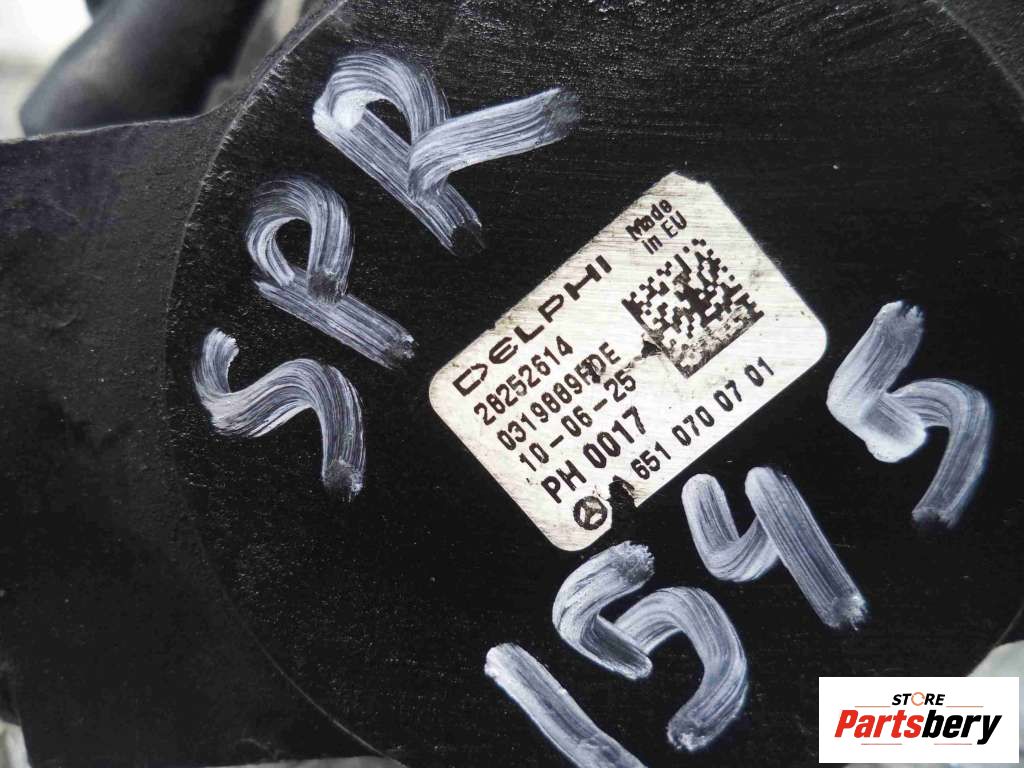 SPR
DELPHI
28252614
0319889FDE
10-06-25
PH 0017
A 651 070 07 01
Made
in EU
1545
STORE
Partsbery